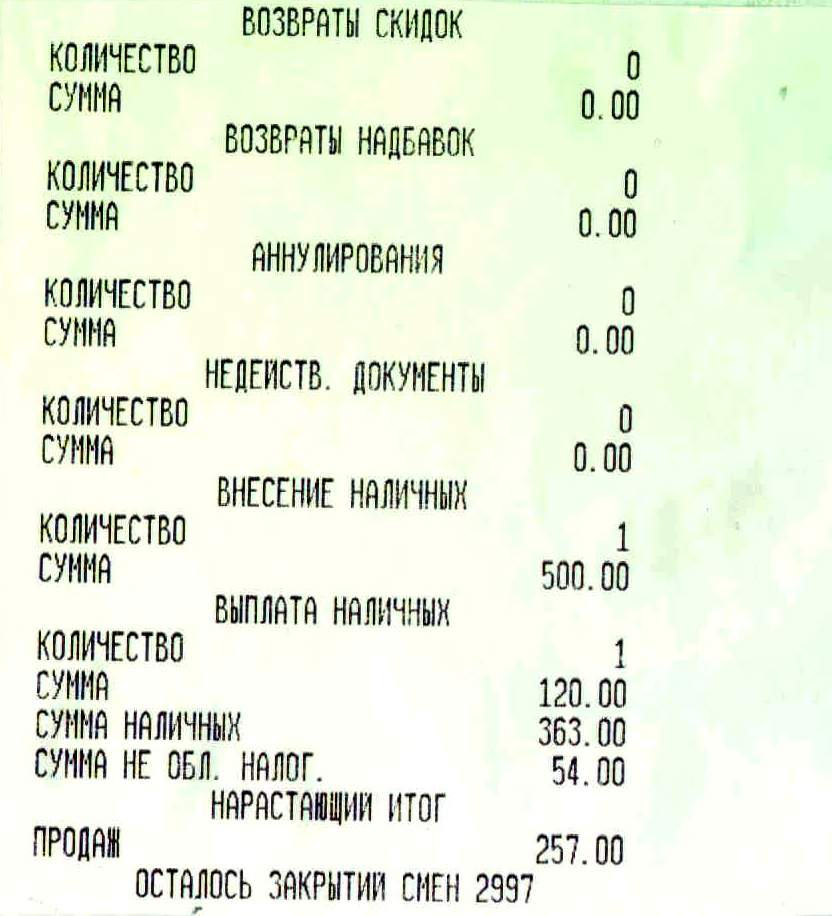 ВОЗВРАТЫ СКИДОК
КОЛИЧЕСТВО 0
СУММА 0.00
ВОЗВРАТЫ НАДБАВОК
КОЛИЧЕСТВО 0
СУММА 0.00
АННУЛИРОВАНИЯ
КОЛИЧЕСТВО 0
СУММА 0.00
НЕДЕЙСТВ. ДОКУМЕНТЫ
КОЛИЧЕСТВО 0
СУММА 0.00
ВНЕСЕНИЕ НАЛИЧНЫХ
КОЛИЧЕСТВО 1
СУММА 500.00
ВЫПЛАТА НАЛИЧНЫХ
КОЛИЧЕСТВО 1
СУММА 120.00
СУММА НАЛИЧНЫХ 363.00
СУММА НЕ ОБЛ. НАЛОГ. 54.00
НАРАСТАЮЩИЙ ИТОГ
ПРОДАЖ 257.00
ОСТАЛОСЬ ЗАКРЫТИЙ СМЕН 2997